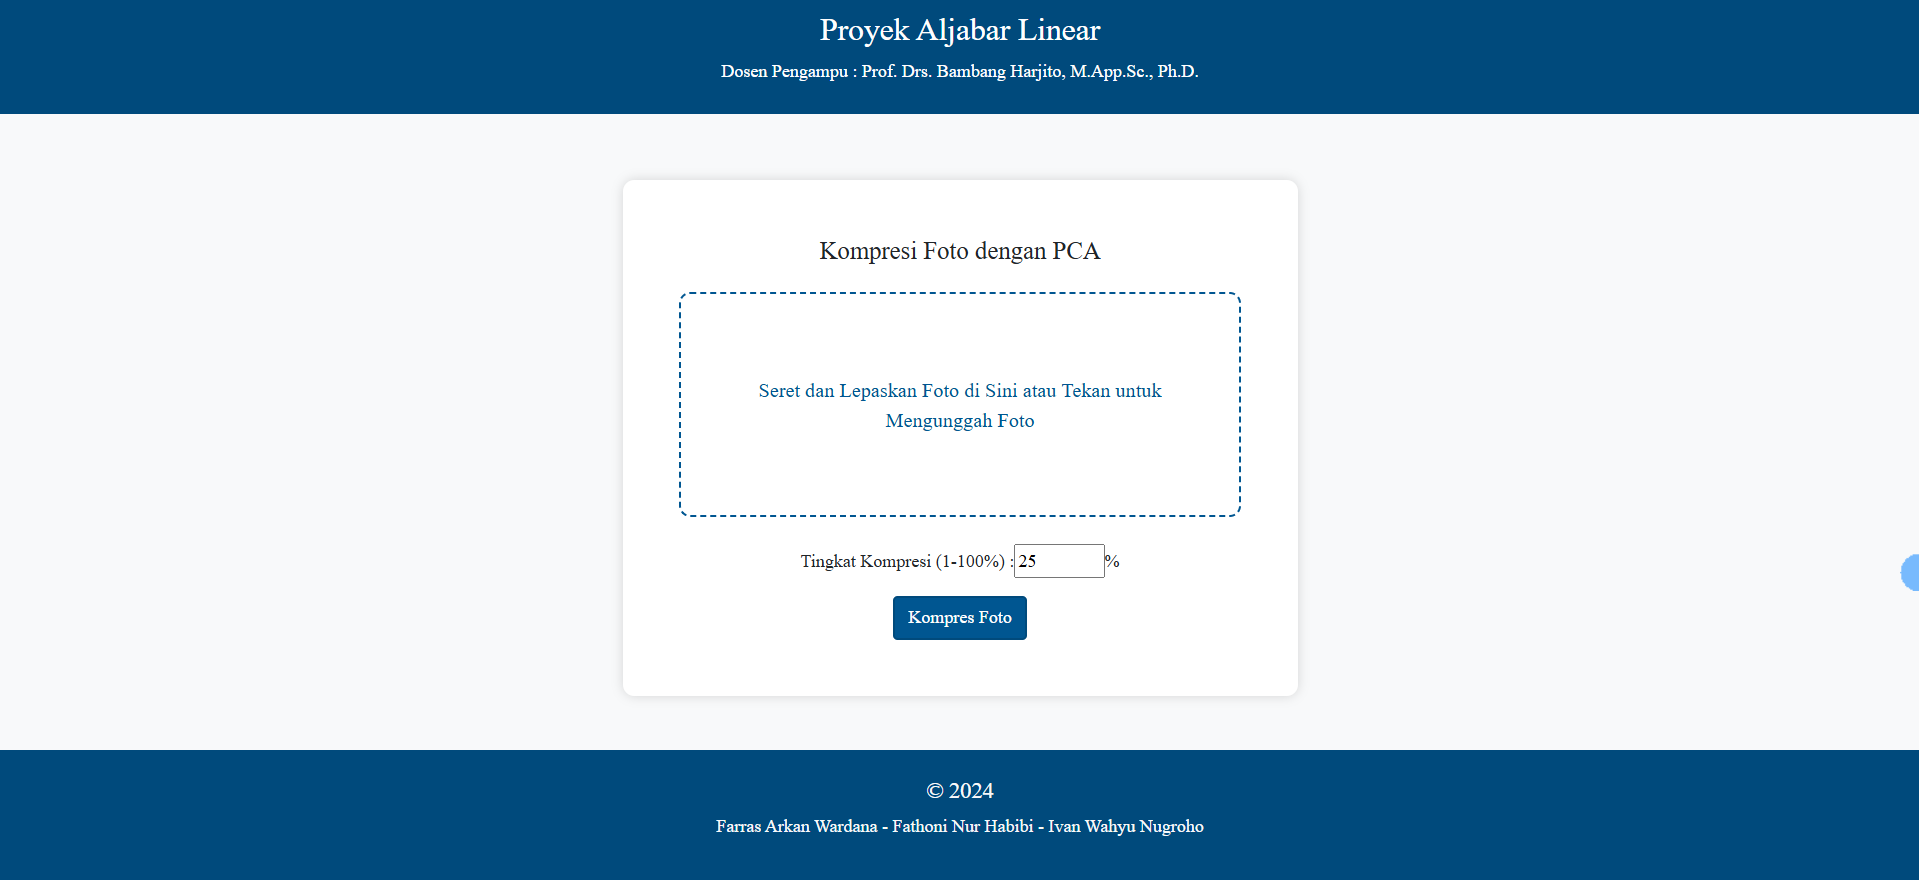 Proyek Aljabar Linear
Dosen Pengampu : Prof. Drs. Bambang Harjito, M.App.Sc., Ph.D.
Kompresi Foto dengan PCA
Seret dan Lepaskan Foto di Sini atau Tekan untuk
Mengunggah Foto
Tingkat Kompresi (1-100%) : 25 %
Kompres Foto
© 2024
Farras Arkan Wardana - Fathoni Nur Habibi - Ivan Wahyu Nugroho